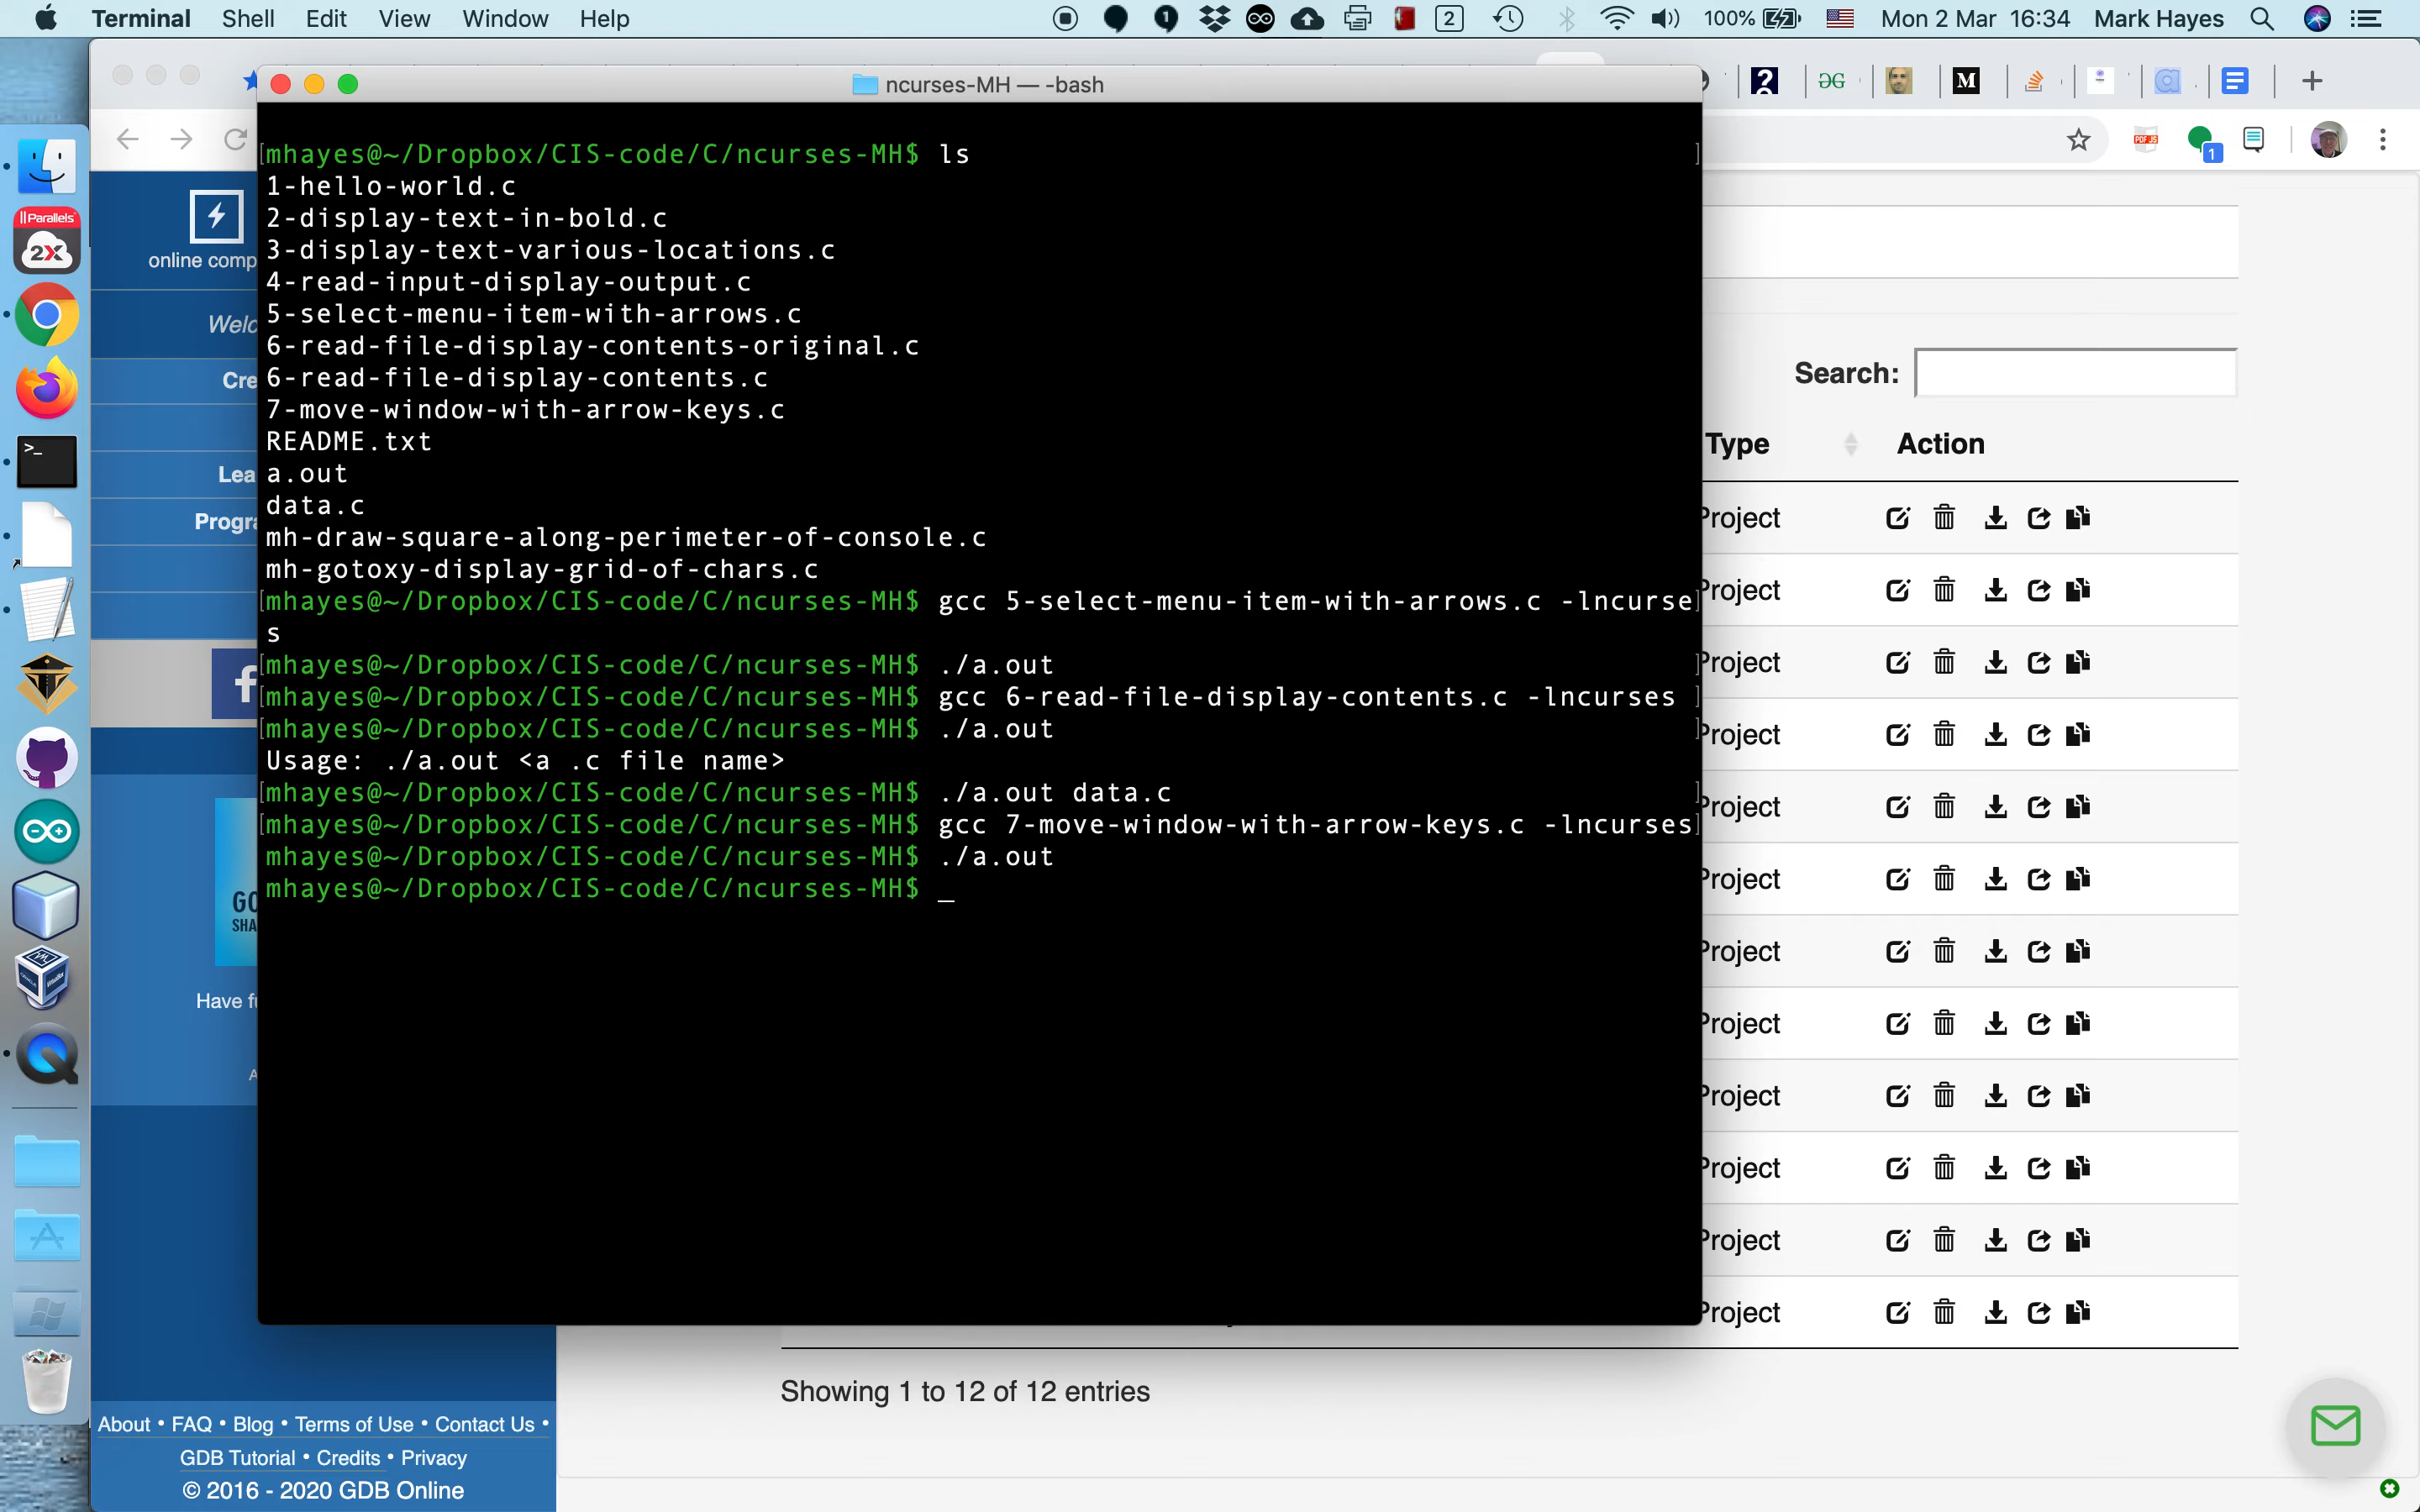 Terminal Shell Edit View Window Help
2 100% Mon 2 Mar 16:34 Mark Hayes
ncurses-MH — -bash
mhayes@~/Dropbox/CIS-code/C/ncurses-MH$ ls
1-hello-world.c
2-display-text-in-bold.c
3-display-text-various-locations.c
4-read-input-display-output.c
5-select-menu-item-with-arrows.c
6-read-file-display-contents-original.c
6-read-file-display-contents.c
7-move-window-with-arrow-keys.c
README.txt
a.out
data.c
mh-draw-square-along-perimeter-of-console.c
mh-gotoxy-display-grid-of-chars.c
mhayes@~/Dropbox/CIS-code/C/ncurses-MH$ gcc 5-select-menu-item-with-arrows.c -lncurse
s
mhayes@~/Dropbox/CIS-code/C/ncurses-MH$ ./a.out
mhayes@~/Dropbox/CIS-code/C/ncurses-MH$ gcc 6-read-file-display-contents.c -lncurses
mhayes@~/Dropbox/CIS-code/C/ncurses-MH$ ./a.out
Usage: ./a.out <a .c file name>
mhayes@~/Dropbox/CIS-code/C/ncurses-MH$ ./a.out data.c
mhayes@~/Dropbox/CIS-code/C/ncurses-MH$ gcc 7-move-window-with-arrow-keys.c -lncurses
mhayes@~/Dropbox/CIS-code/C/ncurses-MH$ ./a.out
mhayes@~/Dropbox/CIS-code/C/ncurses-MH$ _
Parallels
2X
online comp
Welc
Cre
Lea
Progra
GO
SHA
Have f
A
About • FAQ • Blog • Terms of Use • Contact Us •
GDB Tutorial • Credits • Privacy
© 2016 - 2020 GDB Online
Search:
Type Action
Project
Project
Project
Project
Project
Project
Project
Project
Project
Project
Project
Project
Showing 1 to 12 of 12 entries